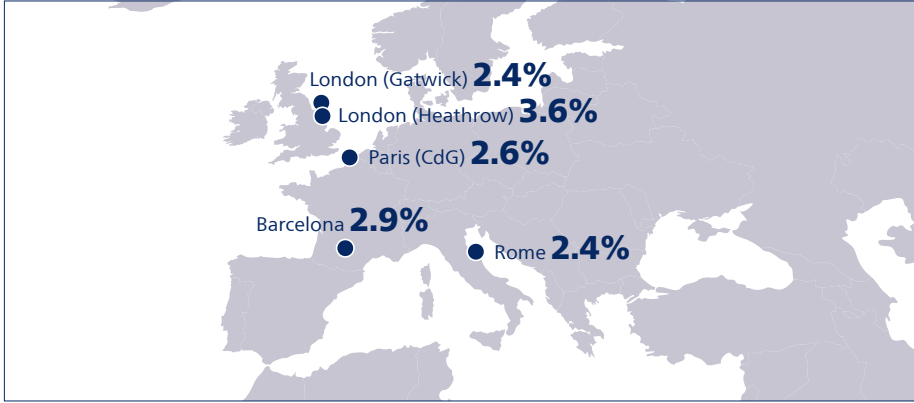 London (Gatwick) 2.4%
London (Heathrow) 3.6%
Paris (CdG) 2.6%
Barcelona 2.9%
Rome 2.4%